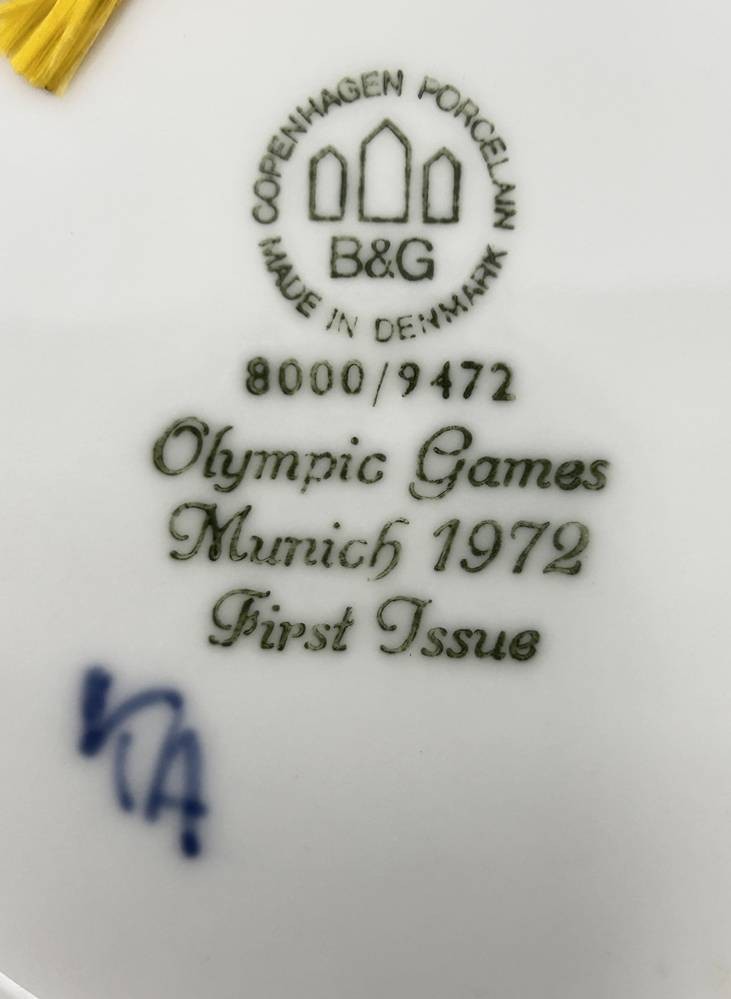 COPENHAGEN PORCELAIN
B&G
MADE IN DENMARK
8000/9472
Olympic Games
Munich 1972
First Issue